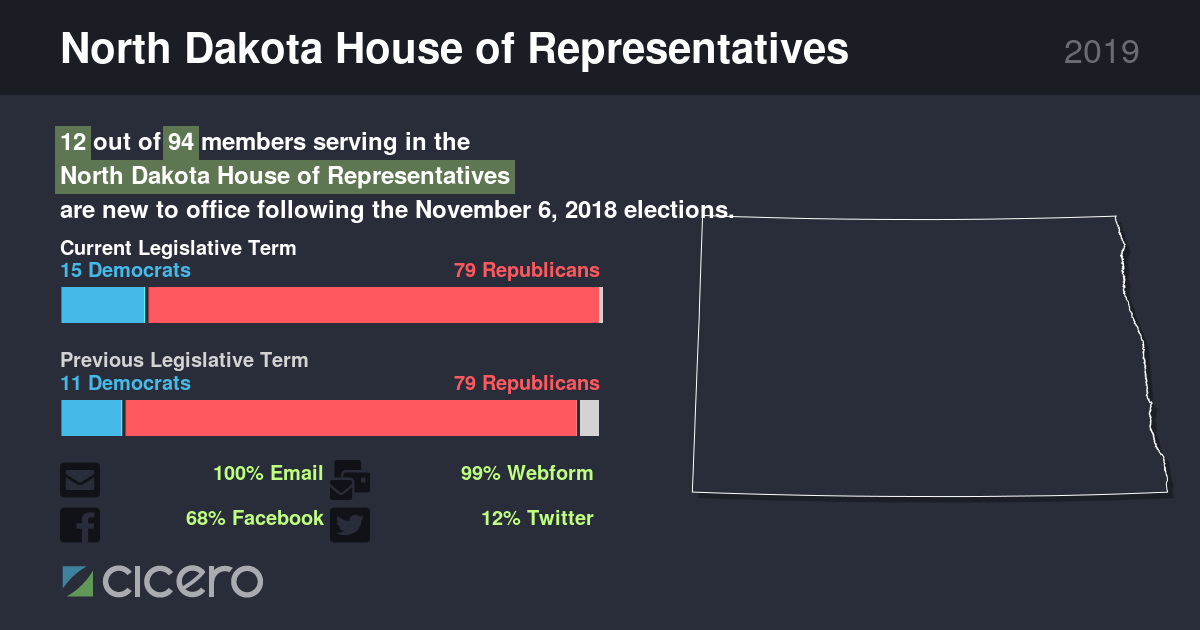 North Dakota House of Representatives
2019
12 out of 94 members serving in the
North Dakota House of Representatives
are new to office following the November 6, 2018 elections.
Current Legislative Term
15 Democrats 79 Republicans
Previous Legislative Term
11 Democrats 79 Republicans
100% Email 99% Webform
68% Facebook 12% Twitter
cicero